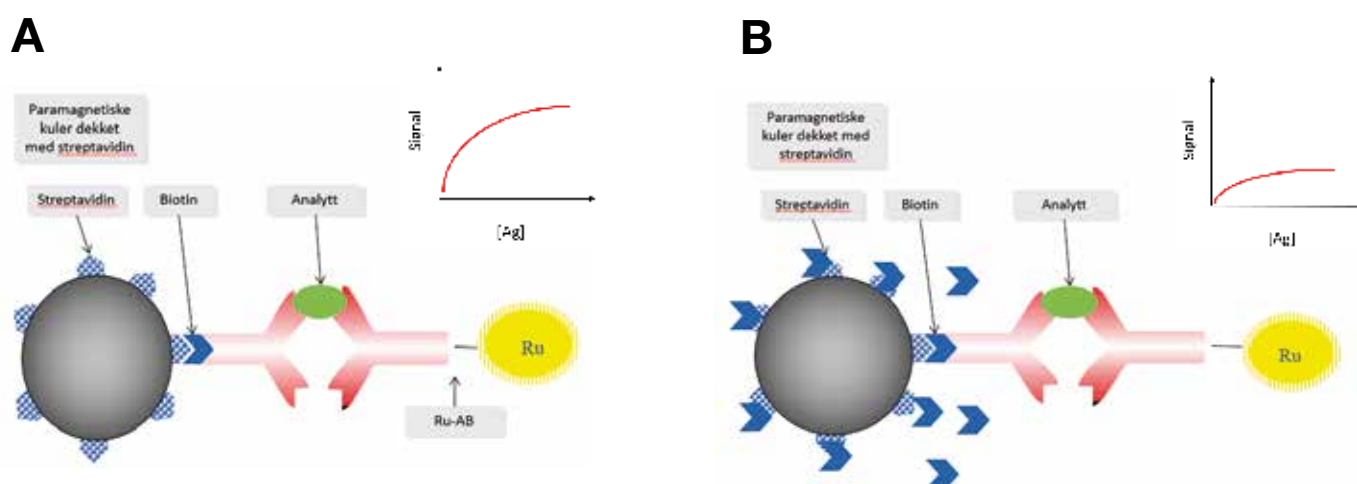 A
Paramagnetiske
kuler dekket
med streptavidin
Streptavidin
Biotin
Analytt
Signal
[Ag]
Ru
Ru-AB
B
Paramagnetiske
kuler dekket med
streptavidin
Streptavidin
Biotin
Analytt
Signal
[Ag]
Ru